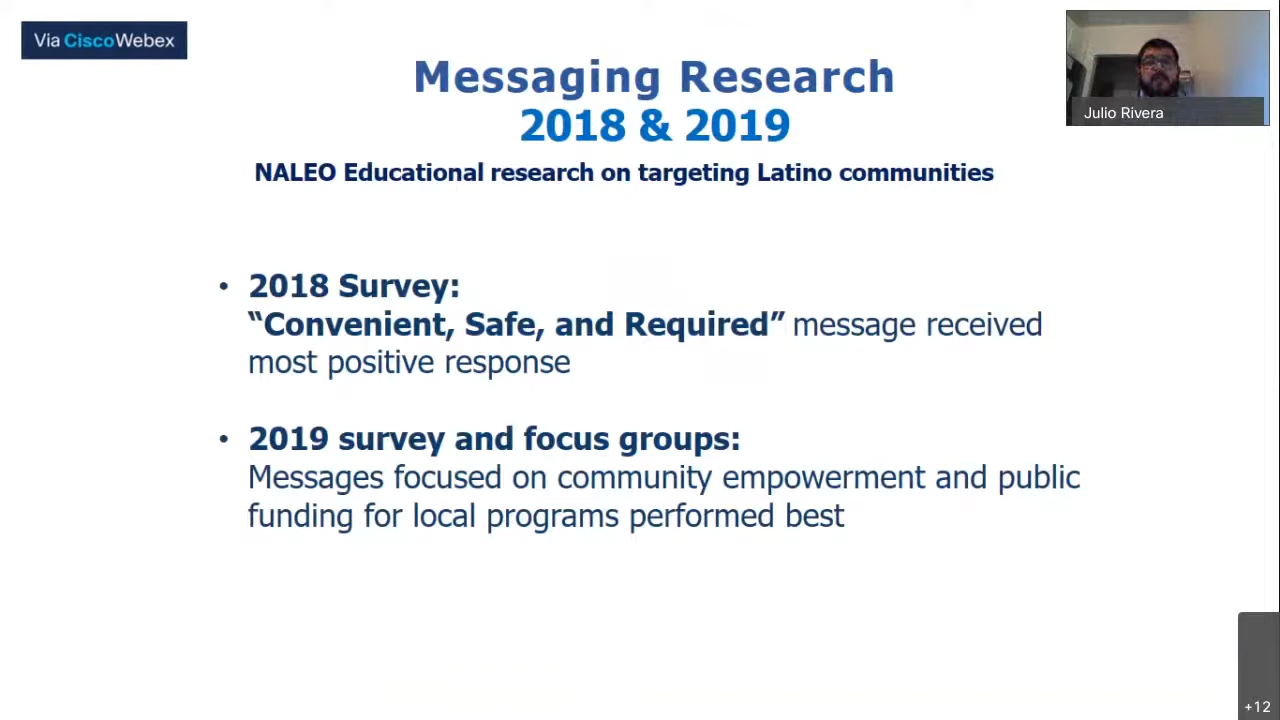 Via CiscoWebex
Messaging Research
2018 & 2019
Julio Rivera
NALEO Educational research on targeting Latino communities
• 2018 Survey:
“Convenient, Safe, and Required” message received
most positive response
• 2019 survey and focus groups:
Messages focused on community empowerment and public
funding for local programs performed best
+12